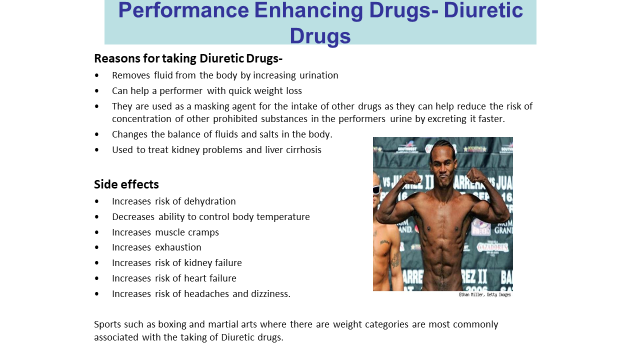 Performance Enhancing Drugs- Diuretic
Drugs
Reasons for taking Diuretic Drugs-
• Removes fluid from the body by increasing urination
• Can help a performer with quick weight loss
• They are used as a masking agent for the intake of other drugs as they can help reduce the risk of
concentration of other prohibited substances in the performers urine by excreting it faster.
• Changes the balance of fluids and salts in the body.
• Used to treat kidney problems and liver cirrhosis
Side effects
• Increases risk of dehydration
• Decreases ability to control body temperature
• Increases muscle cramps
• Increases exhaustion
• Increases risk of kidney failure
• Increases risk of heart failure
• Increases risk of headaches and dizziness.
Ethan Miller, Getty Images
Sports such as boxing and martial arts where there are weight categories are most commonly
associated with the taking of Diuretic drugs.